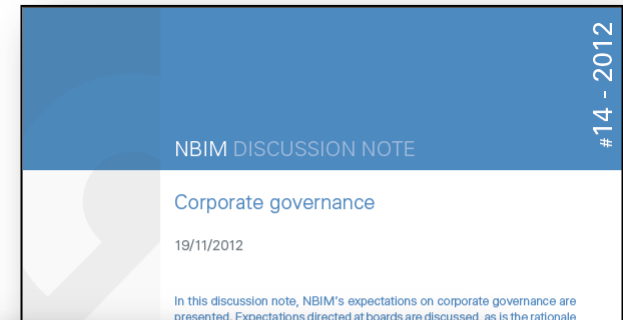 #14 - 2012
NBIM DISCUSSION NOTE
Corporate governance
19/11/2012
In this discussion note, NBIM's expectations on corporate governance are
presented. Expectations directed at boards are discussed, as is the rationale